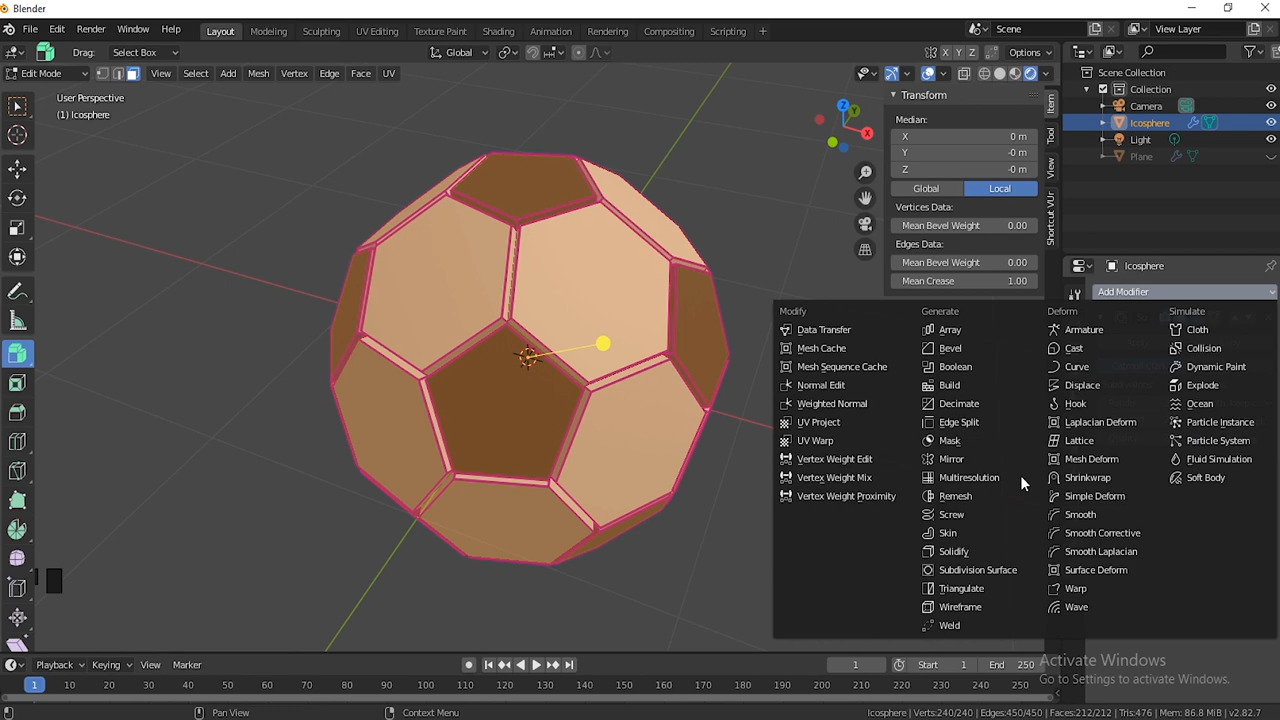 Blender
File Edit Render Window Help Layout Modeling Sculpting UV Editing Texture Paint Shading Animation Rendering Compositing Scripting + Scene View Layer
Drag: Select Box Global X Y Z Options
Edit Mode View Select Add Mesh Vertex Edge Face UV
User Perspective
(1) Icosphere
Z Y X
Transform
Median:
X 0 m
Y -0 m
Z -0 m
Global Local
Vertices Data:
Mean Bevel Weight 0.00
Edges Data:
Mean Bevel Weight 0.00
Mean Crease 1.00
Item
Tool
View
Shortcut VUr
Scene Collection
Collection
Camera
Icosphere
Light
Plane
Icosphere
Add Modifier
Modify Generate Deform Simulate
Data Transfer Array Armature Cloth
Mesh Cache Bevel Cast Collision
Mesh Sequence Cache Boolean Curve Dynamic Paint
Normal Edit Build Displace Explode
Weighted Normal Decimate Hook Ocean
UV Project Edge Split Laplacian Deform Particle Instance
UV Warp Mask Lattice Particle System
Vertex Weight Edit Mirror Mesh Deform Fluid Simulation
Vertex Weight Mix Multiresolution Shrinkwrap Soft Body
Vertex Weight Proximity Remesh Simple Deform
Screw Smooth
Skin Smooth Corrective
Solidify Smooth Laplacian
Subdivision Surface Surface Deform
Triangulate Warp
Wireframe Wave
Weld
Activate Windows
Go to Settings to activate Windows.
Playback Keying View Marker 1 Start 1 End 250
1 10 20 30 40 50 60 70 80 90 100 110 120 130 140 150 160 170 180 190 200 210 220 230 240 250
Pan View Context Menu Icosphere | Verts:240/240 | Edges:450/450 | Faces:212/212 | Tris:476 | Mem: 86.8 MiB | v2.82.7